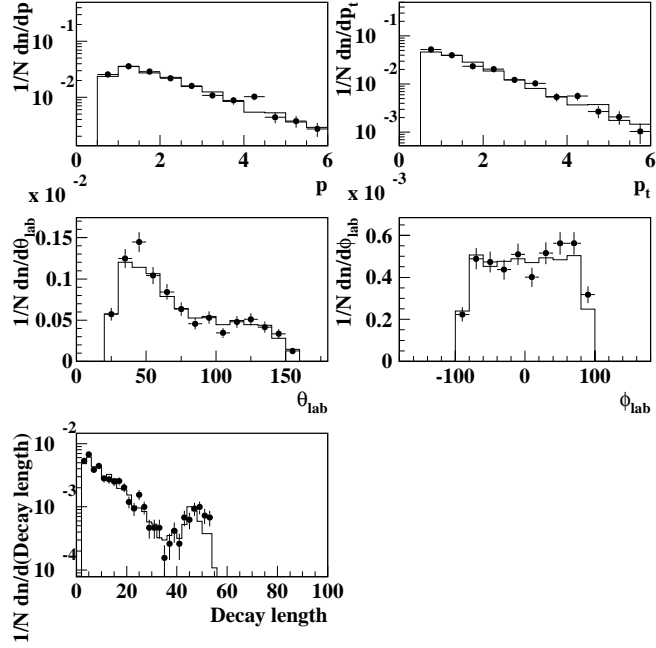 1/N dn/dp
10 -1
10 -2
0 2 4 6
p
1/N dn/dp_t
10 -1
10 -2
10 -3
0 2 4 6
p_t
x 10 -2
1/N dn/dθ_lab
0.15
0.1
0.05
0
50 100 150
θ_lab
x 10 -3
1/N dn/dϕ_lab
0.6
0.4
0.2
0
-100 0 100
ϕ_lab
1/N dn/d(Decay length)
10 -2
10 -3
10 -4
0 20 40 60 80 100
Decay length